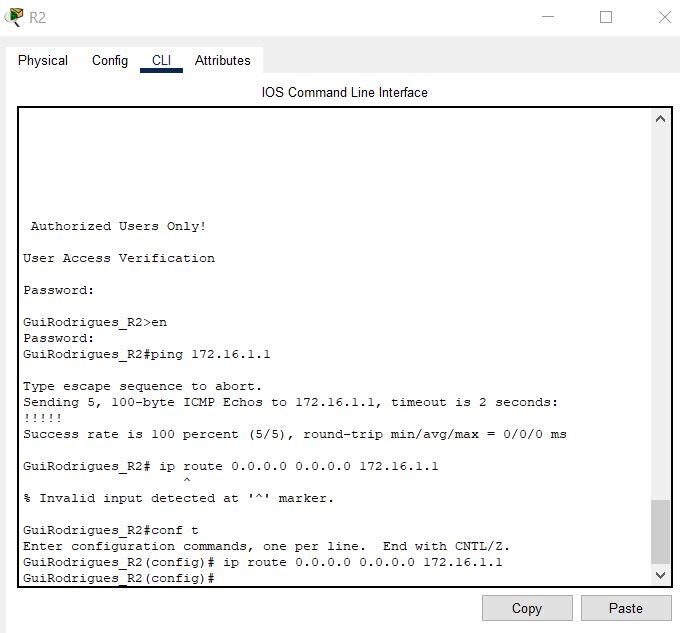 R2
Physical Config CLI Attributes
IOS Command Line Interface
Authorized Users Only!
User Access Verification
Password:
GuiRodrigues_R2>en
Password:
GuiRodrigues_R2#ping 172.16.1.1
Type escape sequence to abort.
Sending 5, 100-byte ICMP Echos to 172.16.1.1, timeout is 2 seconds:
!!!!!
Success rate is 100 percent (5/5), round-trip min/avg/max = 0/0/0 ms
GuiRodrigues_R2# ip route 0.0.0.0 0.0.0.0 172.16.1.1
^
% Invalid input detected at '^' marker.
GuiRodrigues_R2#conf t
Enter configuration commands, one per line.  End with CNTL/Z.
GuiRodrigues_R2(config)# ip route 0.0.0.0 0.0.0.0 172.16.1.1
GuiRodrigues_R2(config)#
Copy Paste